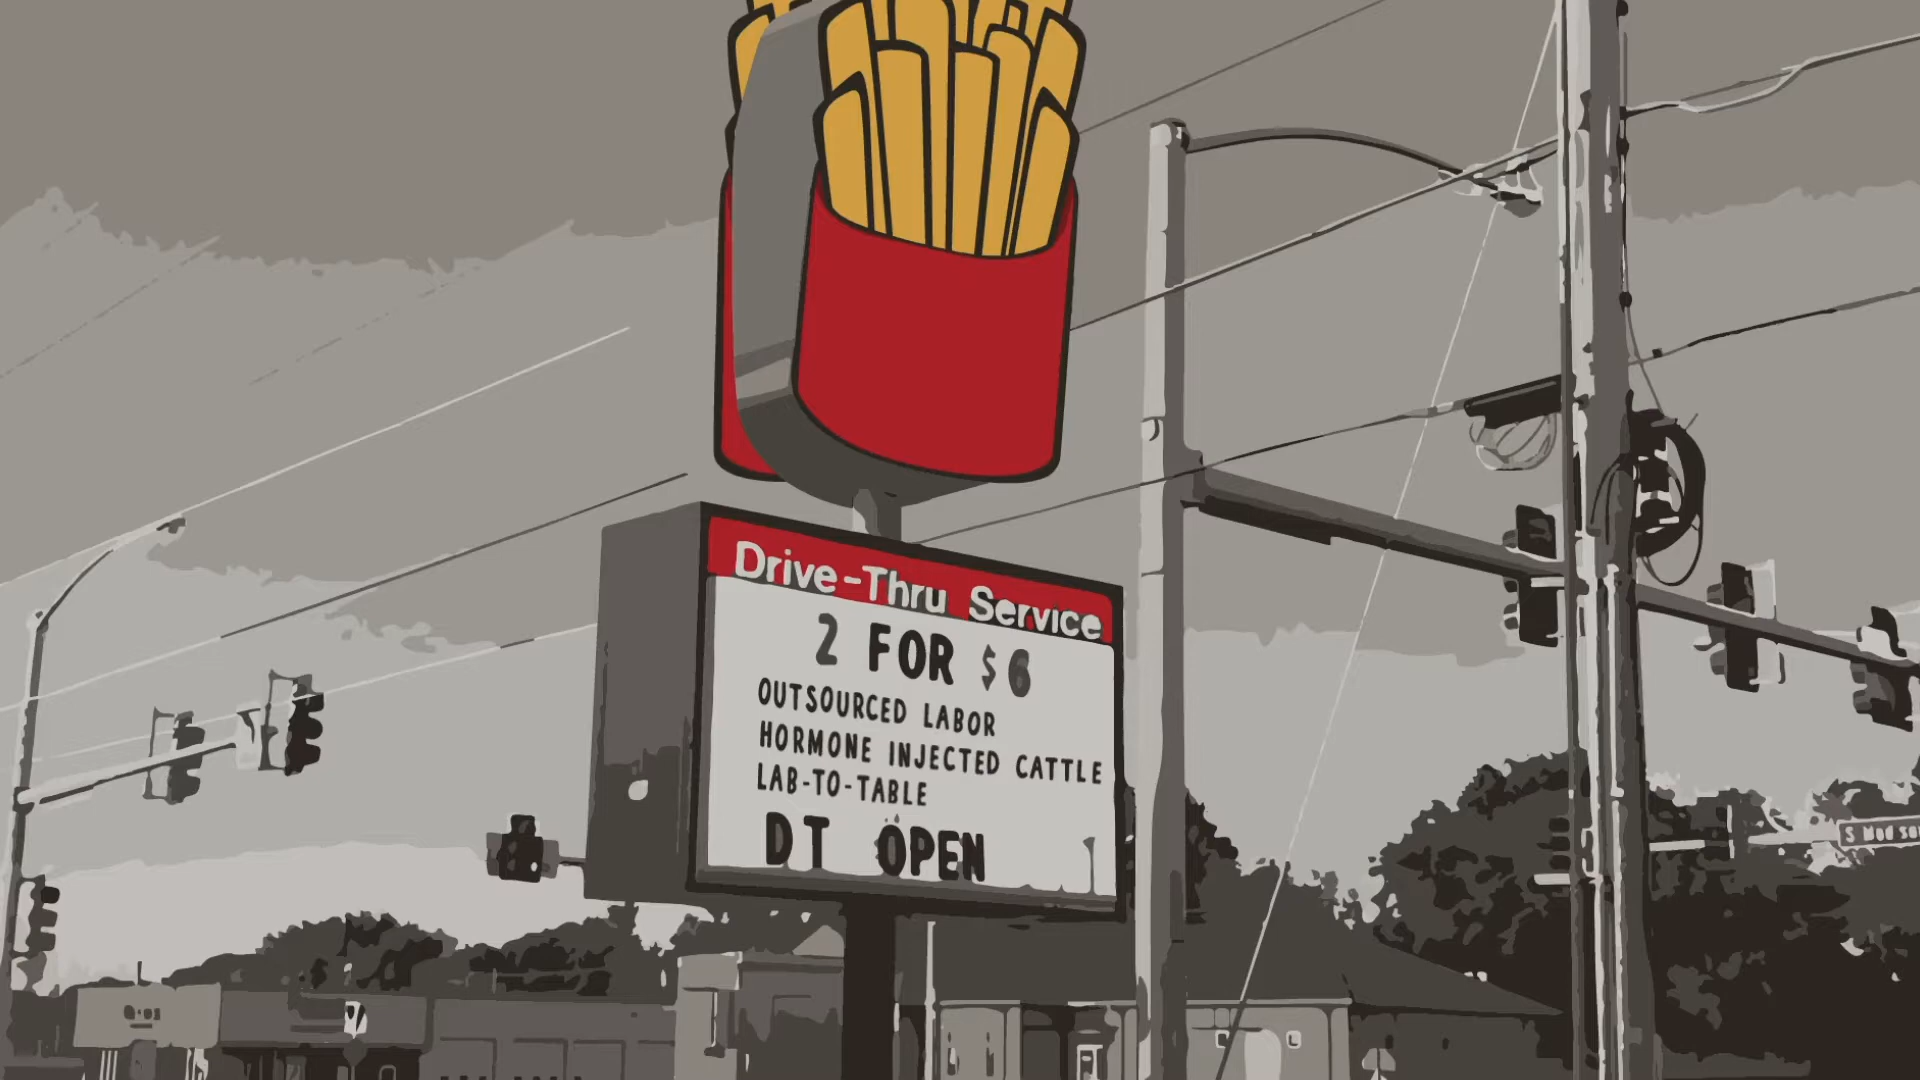 Drive-Thru Service
2 FOR $6
OUTSOURCED LABOR
HORMONE INJECTED CATTLE
LAB-TO-TABLE
DT OPEN